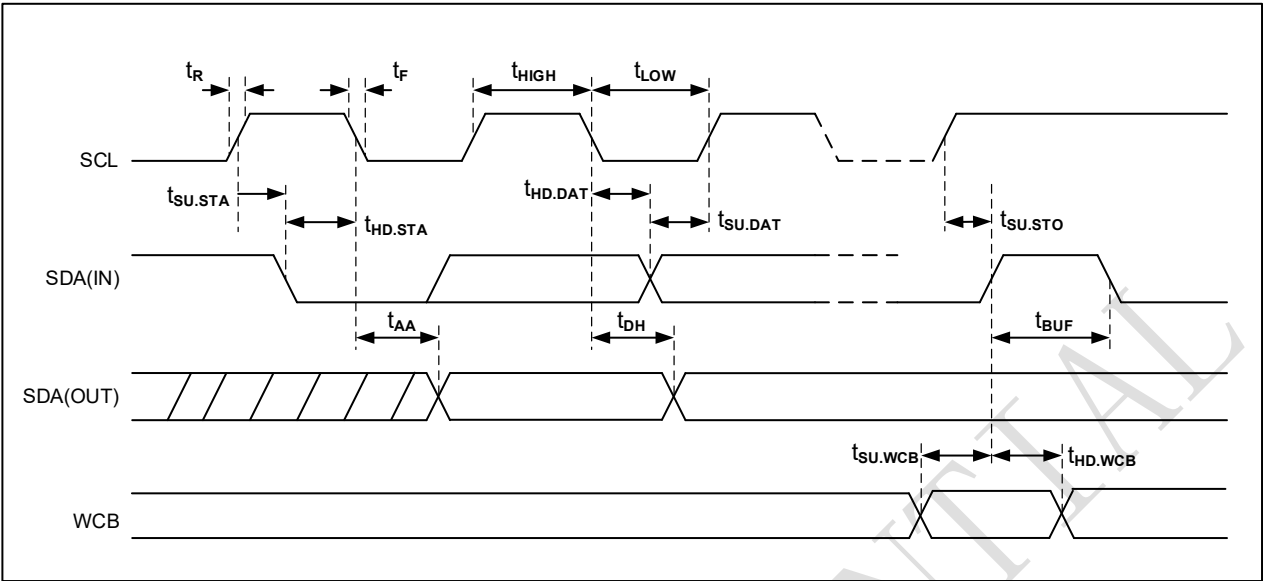 tR
tF
tHIGH
tLOW
SCL
tSU.STA
tHD.STA
tHD.DAT
tSU.DAT
tSU.STO
SDA(IN)
tAA
tDH
tBUF
SDA(OUT)
tSU.WCB
tHD.WCB
WCB
NTIAL